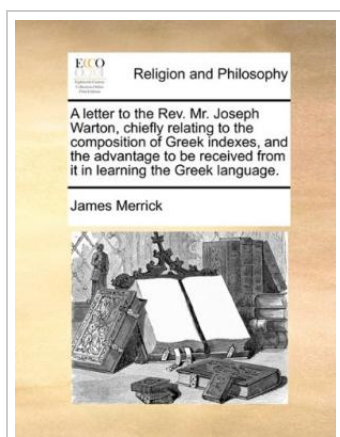 ECCO
Religion and Philosophy
A letter to the Rev. Mr. Joseph
Warton, chiefly relating to the
composition of Greek indexes, and
the advantage to be received from
it in learning the Greek language.
James Merrick